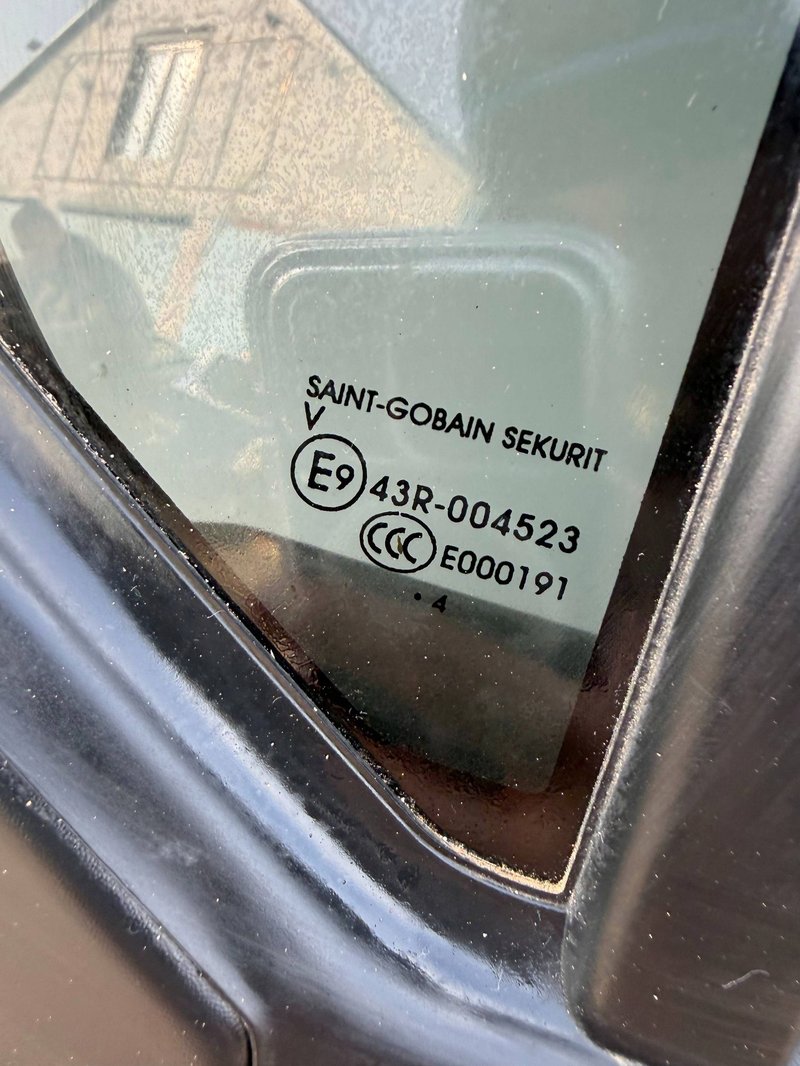 SAINT-GOBAIN SEKURIT
V
E9 43R-004523
CCC E000191
. 4